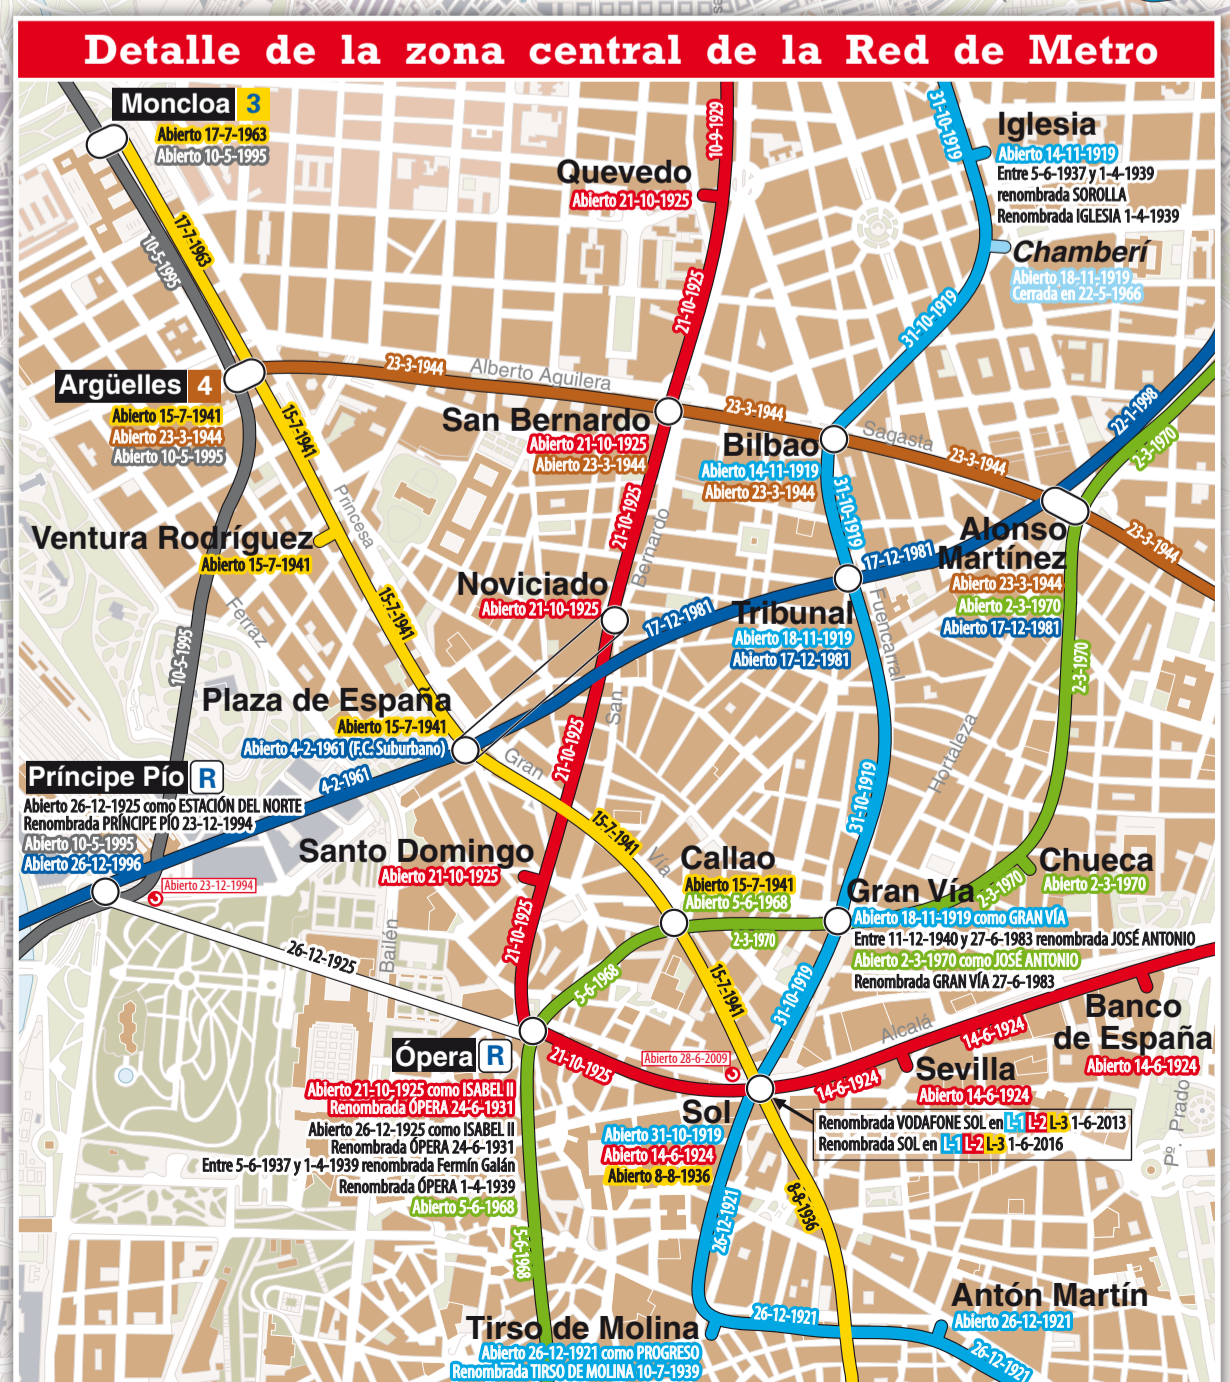 Detalle de la zona central de la Red de Metro
Moncloa 3
Abierto 17-7-1963
Abierto 10-5-1995
17-7-1963
10-5-1995
10-9-1929
Quevedo
Abierto 21-10-1925
21-10-1925
31-10-1919
Iglesia
Abierto 14-11-1919
Entre 5-6-1937 y 1-4-1939
renombrada SOROLLA
Renombrada IGLESIA 1-4-1939
Chamberí
Abierto 18-11-1919
Cerrada en 22-5-1966
31-10-1919
Argüelles 4
Abierto 15-7-1941
Abierto 23-3-1944
Abierto 10-5-1995
23-3-1944
Alberto Aguilera
15-7-1941
San Bernardo
Abierto 21-10-1925
Abierto 23-3-1944
23-3-1944
Bilbao
Abierto 14-11-1919
Abierto 23-3-1944
Sagasta
23-3-1944
22-1-1998
2-3-1970
Alonso
Martínez
Abierto 23-3-1944
Abierto 2-3-1970
Abierto 17-12-1981
23-3-1944
Princesa
Ventura Rodríguez
Abierto 15-7-1941
15-7-1941
21-10-1925
Bernardo
31-10-1919
17-12-1981
Noviciado
Abierto 21-10-1925
17-12-1981
Tribunal
Abierto 18-11-1919
Abierto 17-12-1981
Fuencarral
2-3-1970
Ferraz
10-5-1995
San
Hortaleza
Plaza de España
Abierto 15-7-1941
Abierto 4-2-1961 (F.C. Suburbano)
Gran
21-10-1925
4-2-1961
Príncipe Pío R
Abierto 26-12-1925 como ESTACIÓN DEL NORTE
Renombrada PRÍNCIPE PÍO 23-12-1994
Abierto 10-5-1995
Abierto 26-12-1996
Abierto 23-12-1994
15-7-1941
Vía
31-10-1919
Santo Domingo
Abierto 21-10-1925
Callao
Abierto 15-7-1941
Abierto 5-6-1968
Chueca
Abierto 2-3-1970
2-3-1970
Gran Vía
Abierto 18-11-1919 como GRAN VÍA
Entre 11-12-1940 y 27-6-1983 renombrada JOSÉ ANTONIO
Abierto 2-3-1970 como JOSÉ ANTONIO
Renombrada GRAN VÍA 27-6-1983
21-10-1925
2-3-1970
Bailén
26-12-1925
5-6-1968
15-7-1941
31-10-1919
Banco
de España
Abierto 14-6-1924
Alcalá
14-6-1924
Ópera R
Abierto 21-10-1925 como ISABEL II
Renombrada ÓPERA 24-6-1931
Abierto 26-12-1925 como ISABEL II
Renombrada ÓPERA 24-6-1931
Entre 5-6-1937 y 1-4-1939 renombrada Fermín Galán
Renombrada ÓPERA 1-4-1939
Abierto 5-6-1968
21-10-1925
Abierto 28-6-2009
14-6-1924
Sevilla
Abierto 14-6-1924
Sol
Abierto 31-10-1919
Abierto 14-6-1924
Abierto 8-8-1936
Renombrada VODAFONE SOL en L-1 L-2 L-3 1-6-2013
Renombrada SOL en L-1 L-2 L-3 1-6-2016
Pº. Prado
26-12-1921
8-8-1936
5-6-1968
Tirso de Molina
Abierto 26-12-1921 como PROGRESO
Renombrada TIRSO DE MOLINA 10-7-1939
26-12-1921
Antón Martín
Abierto 26-12-1921
26-12-1921